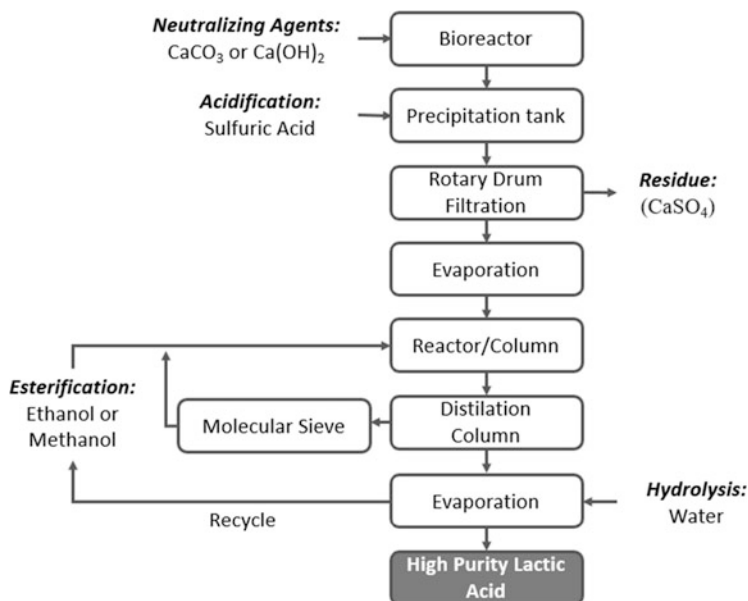 Neutralizing Agents:
CaCO₃ or Ca(OH)₂
Bioreactor
Acidification:
Sulfuric Acid
Precipitation tank
Rotary Drum
Filtration
Residue:
(CaSO₄)
Evaporation
Reactor/Column
Esterification:
Ethanol or
Methanol
Molecular Sieve
Distilation
Column
Evaporation
Hydrolysis:
Water
Recycle
High Purity Lactic
Acid